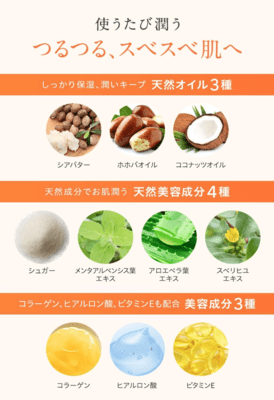 使うたび潤う
つるつる、スベスベ肌へ
しっかり保湿、潤いキープ 天然オイル3種
シアバター
ホホバオイル
ココナッツオイル
天然成分でお肌潤う 天然美容成分4種
シュガー
メンタアルベンシス葉
エキス
アロエベラ葉
エキス
スベリヒユ
エキス
コラーゲン、ヒアルロン酸、ビタミンEも配合 美容成分3種
コラーゲン
ヒアルロン酸
ビタミンE